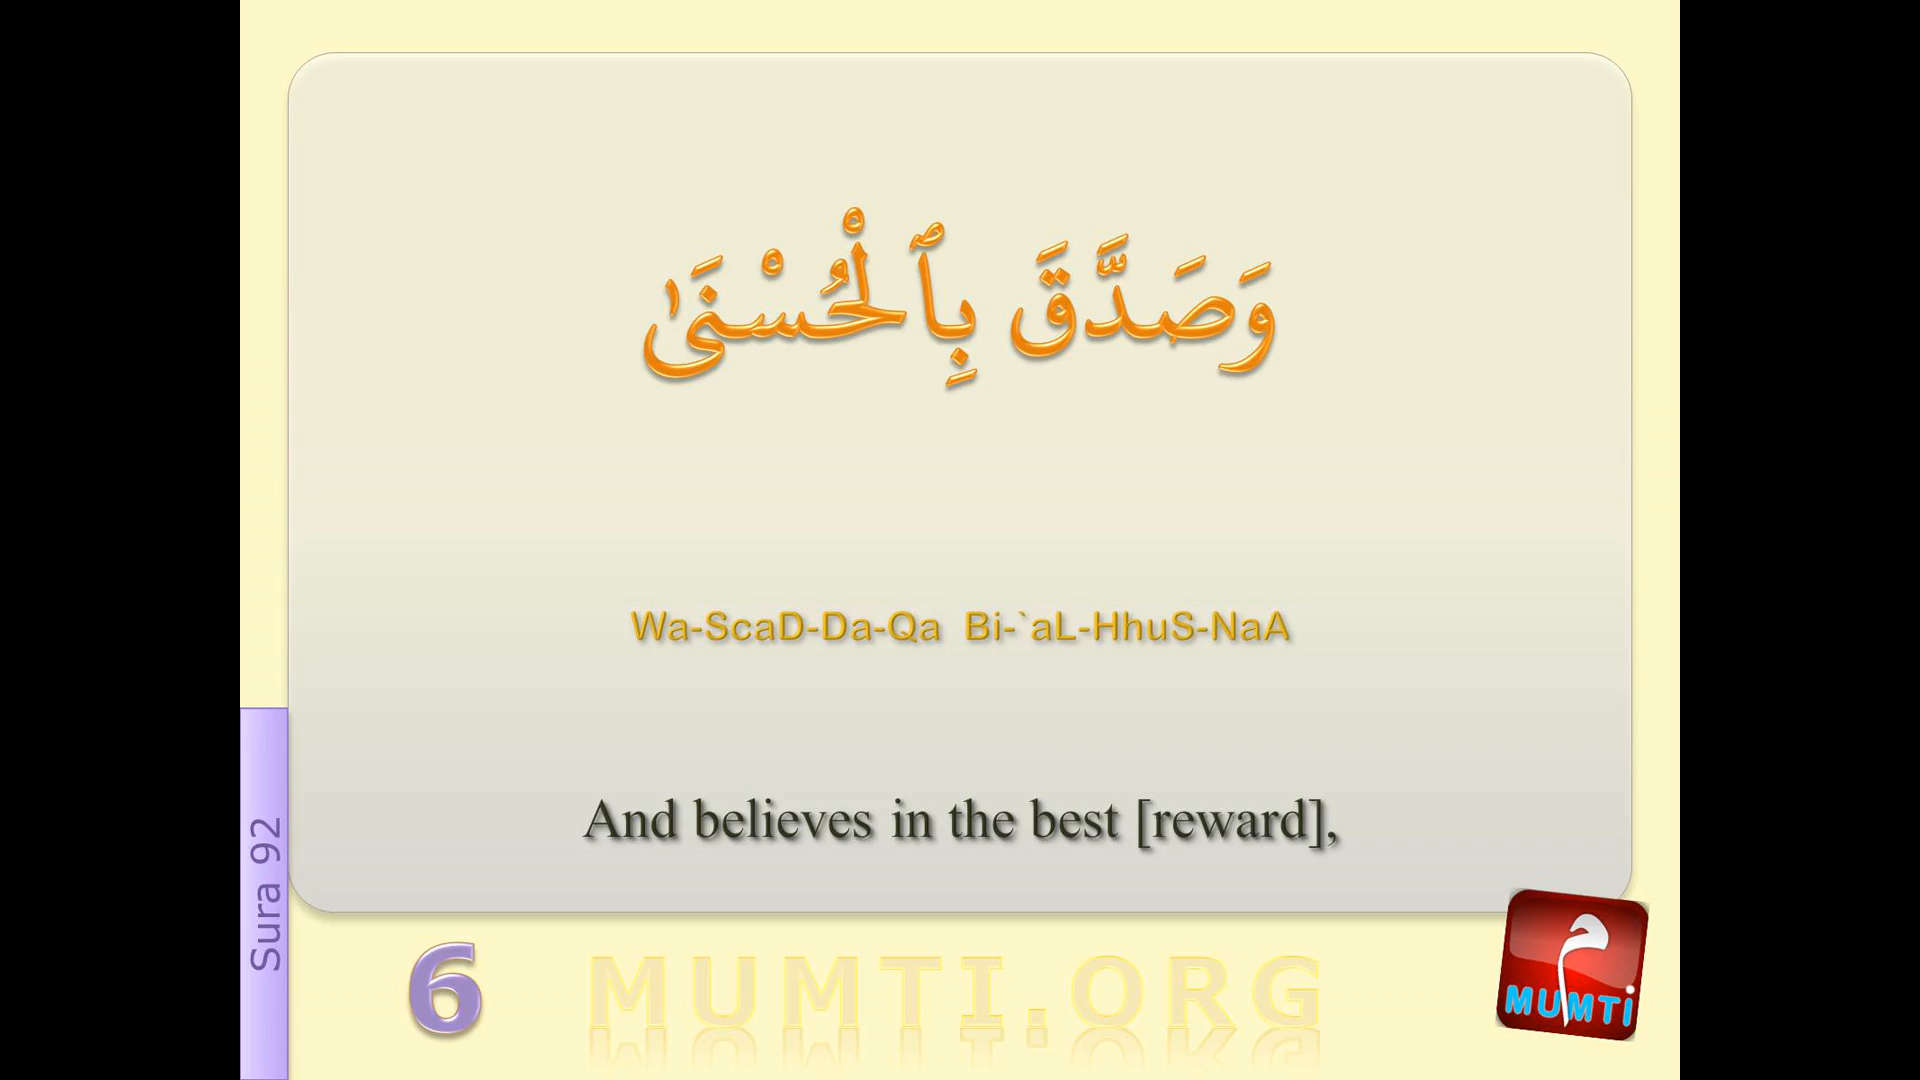 وَصَدَّقَ بِٱلْحُسْنَىٰ
Wa-ScaD-Da-Qa Bi-`aL-HhuS-NaA
And believes in the best [reward],
Sura 92
6
MUMTI.ORG
م
MUMTi